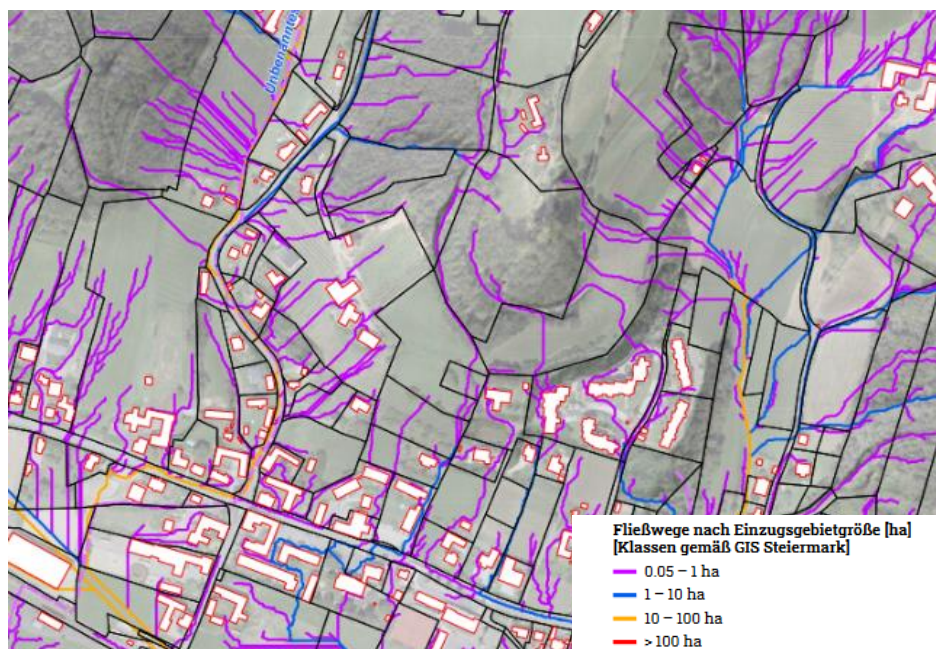 Unbenanntes
Fließwege nach Einzugsgebietgröße [ha]
[Klassen gemäß GIS Steiermark]
0.05 – 1 ha
1 – 10 ha
10 – 100 ha
> 100 ha